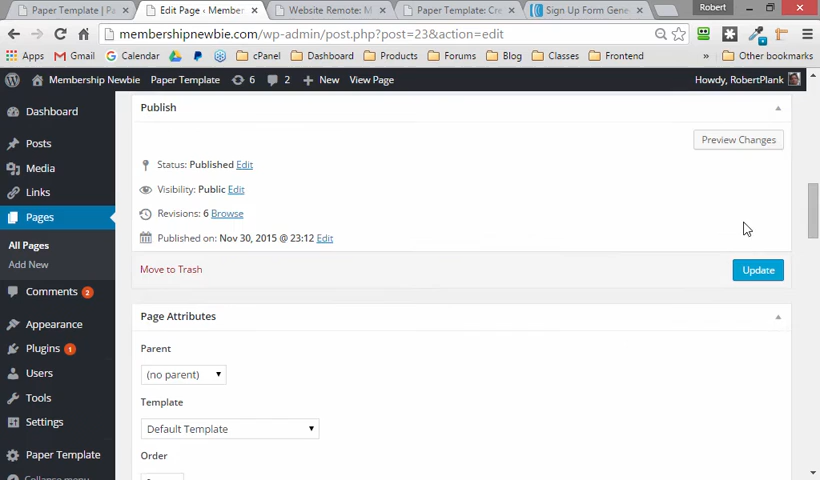 Paper Template | Pa
Edit Page ‹ Member
Website Remote: M
Paper Template: Cre
Sign Up Form Gene
Robert
membershipnewbie.com/wp-admin/post.php?post=23&action=edit
Apps
Gmail
Calendar
cPanel
Dashboard
Products
Forums
Blog
Classes
Frontend
»
Other bookmarks
Membership Newbie
Paper Template
6
2
New
View Page
Howdy, RobertPlank
Dashboard
Posts
Media
Links
Pages
All Pages
Add New
Comments 2
Appearance
Plugins 1
Users
Tools
Settings
Paper Template
Collapse menu
Publish
Preview Changes
Status: Published Edit
Visibility: Public Edit
Revisions: 6 Browse
Published on: Nov 30, 2015 @ 23:12 Edit
Move to Trash
Update
Page Attributes
Parent
(no parent)
Template
Default Template
Order